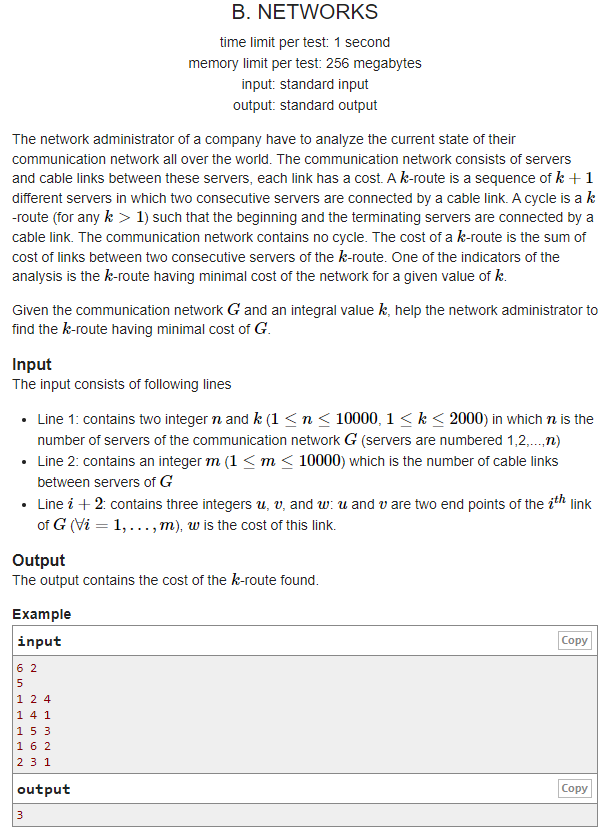 B. NETWORKS
time limit per test: 1 second
memory limit per test: 256 megabytes
input: standard input
output: standard output
The network administrator of a company have to analyze the current state of their
communication network all over the world. The communication network consists of servers
and cable links between these servers, each link has a cost. A k-route is a sequence of k + 1
different servers in which two consecutive servers are connected by a cable link. A cycle is a k
-route (for any k > 1) such that the beginning and the terminating servers are connected by a
cable link. The communication network contains no cycle. The cost of a k-route is the sum of
cost of links between two consecutive servers of the k-route. One of the indicators of the
analysis is the k-route having minimal cost of the network for a given value of k.
Given the communication network G and an integral value k, help the network administrator to
find the k-route having minimal cost of G.
Input
The input consists of following lines
• Line 1: contains two integer n and k (1 ≤ n ≤ 10000, 1 ≤ k ≤ 2000) in which n is the
number of servers of the communication network G (servers are numbered 1,2,...,n)
• Line 2: contains an integer m (1 ≤ m ≤ 10000) which is the number of cable links
between servers of G
• Line i + 2: contains three integers u, v, and w: u and v are two end points of the ith link
of G (∀i = 1, . . . , m), w is the cost of this link.
Output
The output contains the cost of the k-route found.
Example
input Copy
6 2
5
1 2 4
1 4 1
1 5 3
1 6 2
2 3 1
output Copy
3